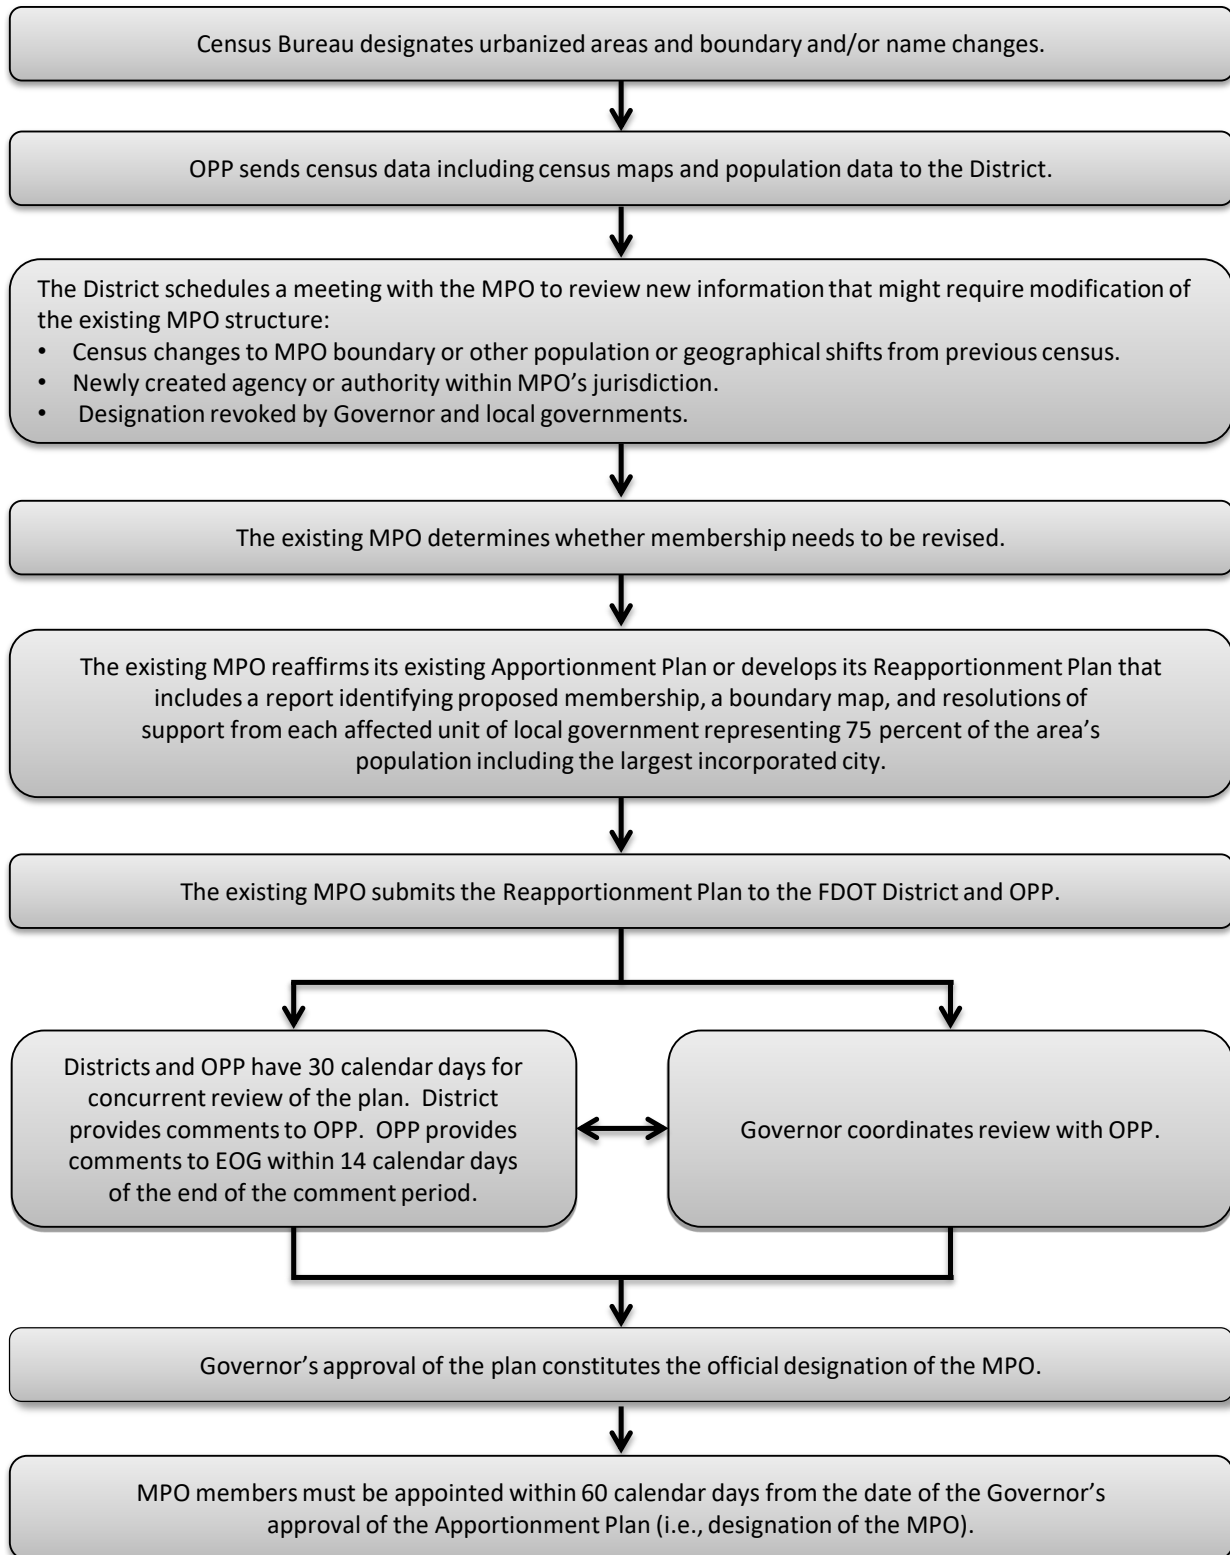 Census Bureau designates urbanized areas and boundary and/or name changes.
OPP sends census data including census maps and population data to the District.
The District schedules a meeting with the MPO to review new information that might require modification of
the existing MPO structure:
• Census changes to MPO boundary or other population or geographical shifts from previous census.
• Newly created agency or authority within MPO's jurisdiction.
• Designation revoked by Governor and local governments.
The existing MPO determines whether membership needs to be revised.
The existing MPO reaffirms its existing Apportionment Plan or develops its Reapportionment Plan that
includes a report identifying proposed membership, a boundary map, and resolutions of
support from each affected unit of local government representing 75 percent of the area's
population including the largest incorporated city.
The existing MPO submits the Reapportionment Plan to the FDOT District and OPP.
Districts and OPP have 30 calendar days for
concurrent review of the plan. District
provides comments to OPP. OPP provides
comments to EOG within 14 calendar days
of the end of the comment period.
Governor coordinates review with OPP.
Governor's approval of the plan constitutes the official designation of the MPO.
MPO members must be appointed within 60 calendar days from the date of the Governor's
approval of the Apportionment Plan (i.e., designation of the MPO).